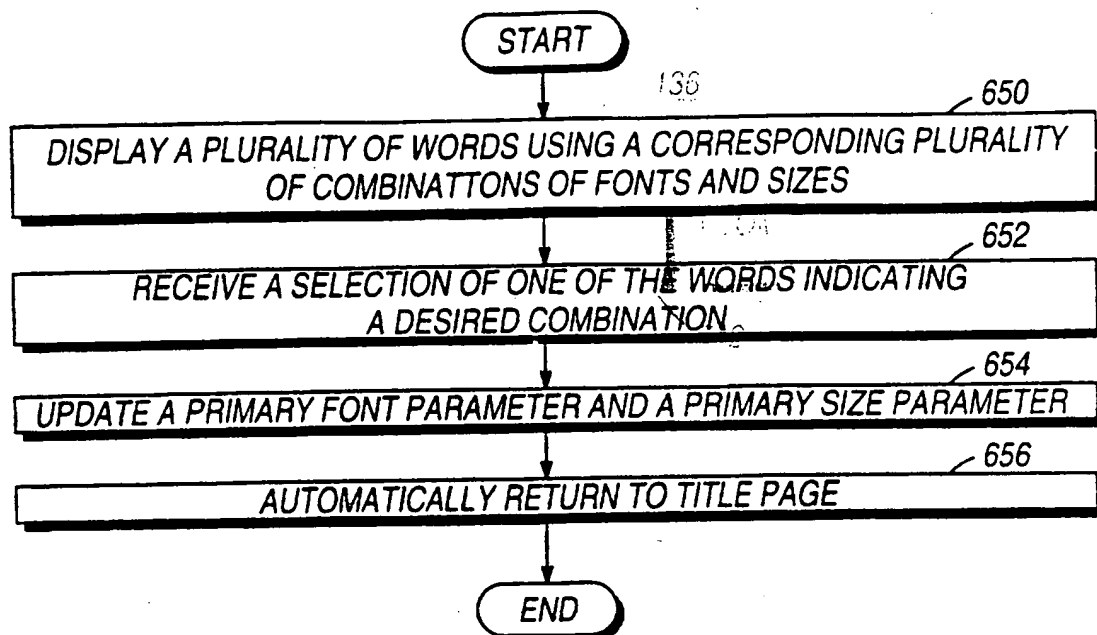 START
136
650
DISPLAY A PLURALITY OF WORDS USING A CORRESPONDING PLURALITY
OF COMBINATTONS OF FONTS AND SIZES
652
RECEIVE A SELECTION OF ONE OF THE WORDS INDICATING
A DESIRED COMBINATION
654
UPDATE A PRIMARY FONT PARAMETER AND A PRIMARY SIZE PARAMETER
656
AUTOMATICALLY RETURN TO TITLE PAGE
END